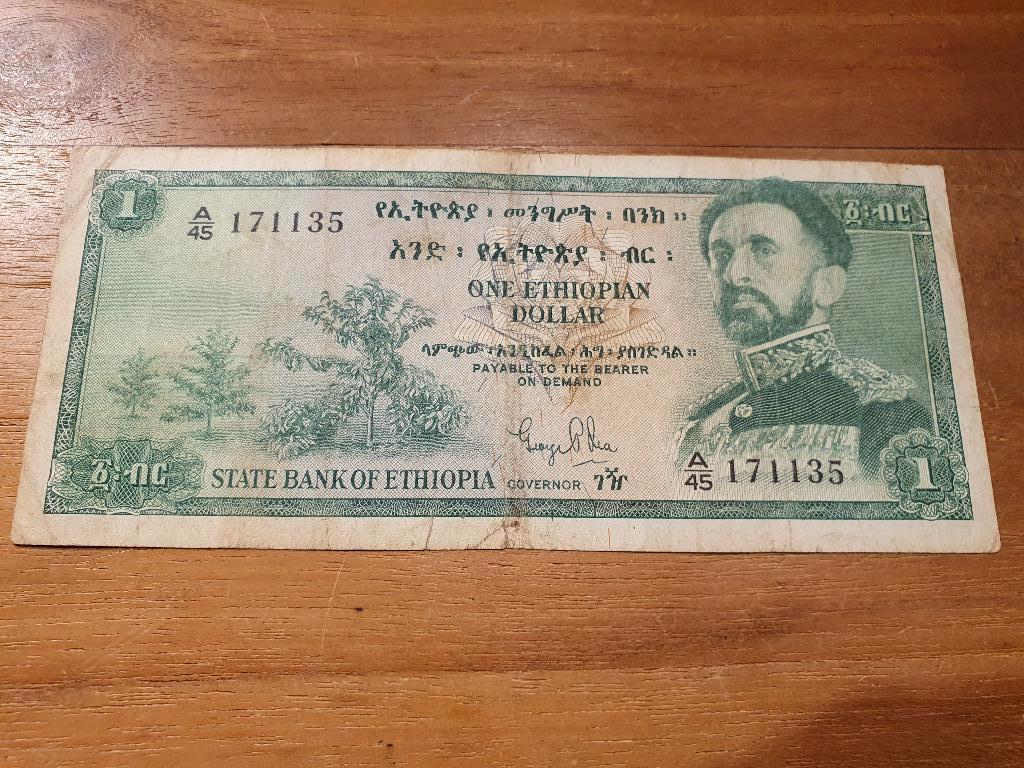 1
A/45 171135
የኢትዮጵያ ፡ መንግሥት ፡ ባንክ ።
፩፡ብር
አንድ ፡ የኢትዮጵያ ፡ ብር ፡
ONE ETHIOPIAN
DOLLAR
ላምጭው ፡ እንዲከፈል ፡ ሕግ ፡ ያስገድዳል ።
PAYABLE TO THE BEARER
ON DEMAND
፩፡ብር
STATE BANK OF ETHIOPIA
GOVERNOR ገዥ
A/45 171135
1